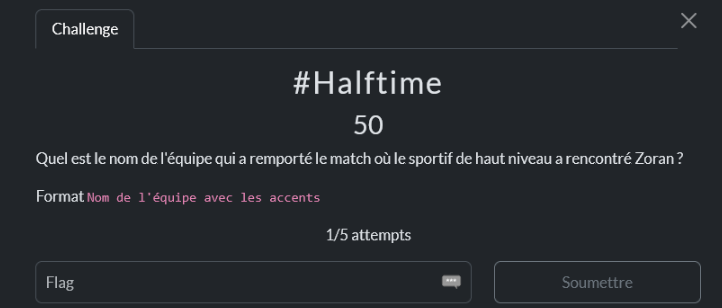 Challenge
#Halftime
50
Quel est le nom de l'équipe qui a remporté le match où le sportif de haut niveau a rencontré Zoran ?
Format Nom de l'équipe avec les accents
1/5 attempts
Flag
Soumettre